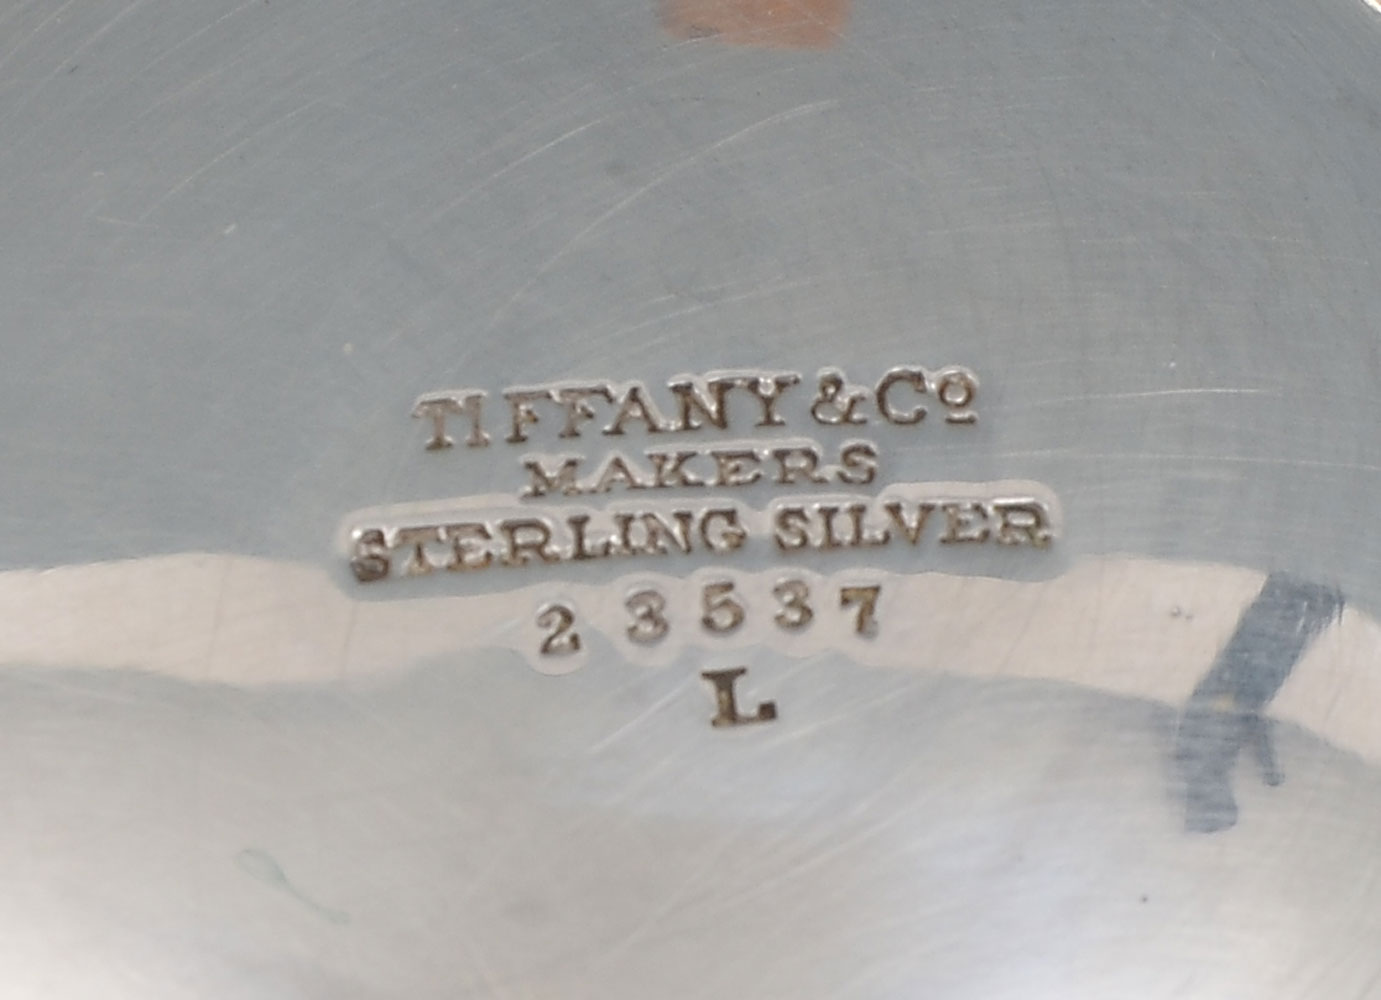 TIFFANY & Cº
MAKERS
STERLING SILVER
23537
L